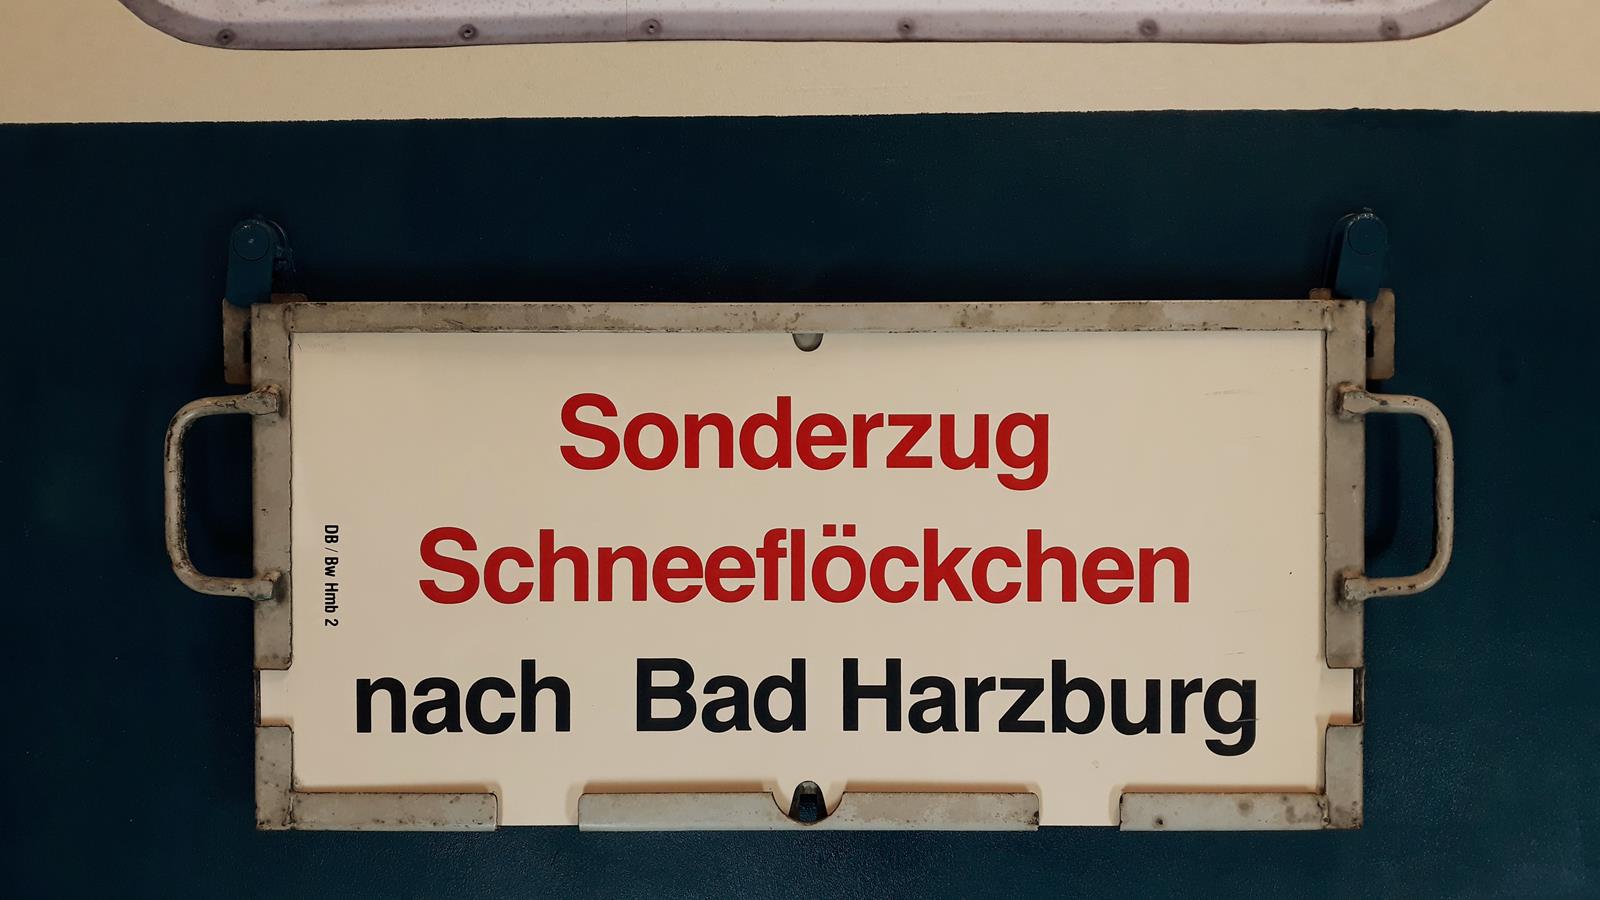 Sonderzug
Schneeflöckchen
nach Bad Harzburg
DB / Bw Hmb 2